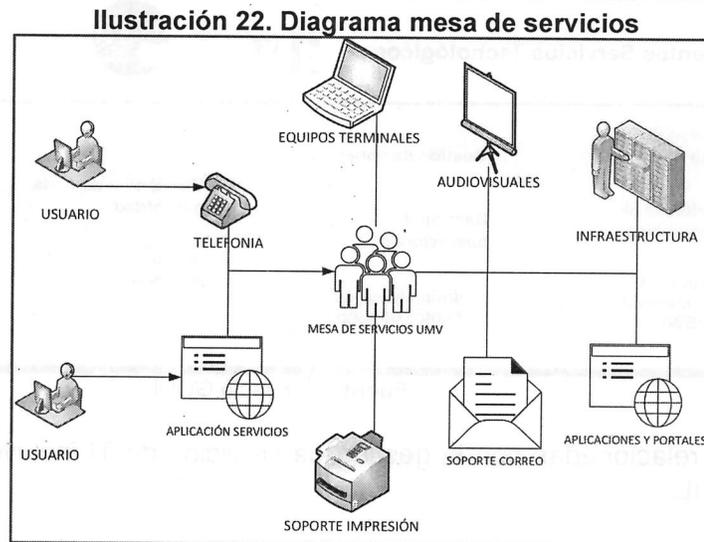 Ilustración 22. Diagrama mesa de servicios
EQUIPOS TERMINALES
AUDIOVISUALES
USUARIO
TELEFONIA
INFRAESTRUCTURA
MESA DE SERVICIOS UMV
USUARIO
APLICACIÓN SERVICIOS
SOPORTE CORREO
APLICACIONES Y PORTALES
SOPORTE IMPRESIÓN